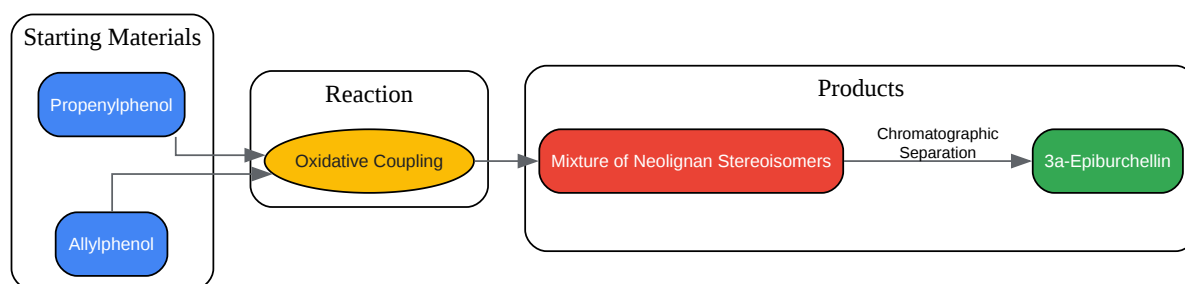 Starting Materials
Propenylphenol
Allylphenol
Reaction
Oxidative Coupling
Products
Mixture of Neolignan Stereoisomers
Chromatographic
Separation
3a-Epiburchellin